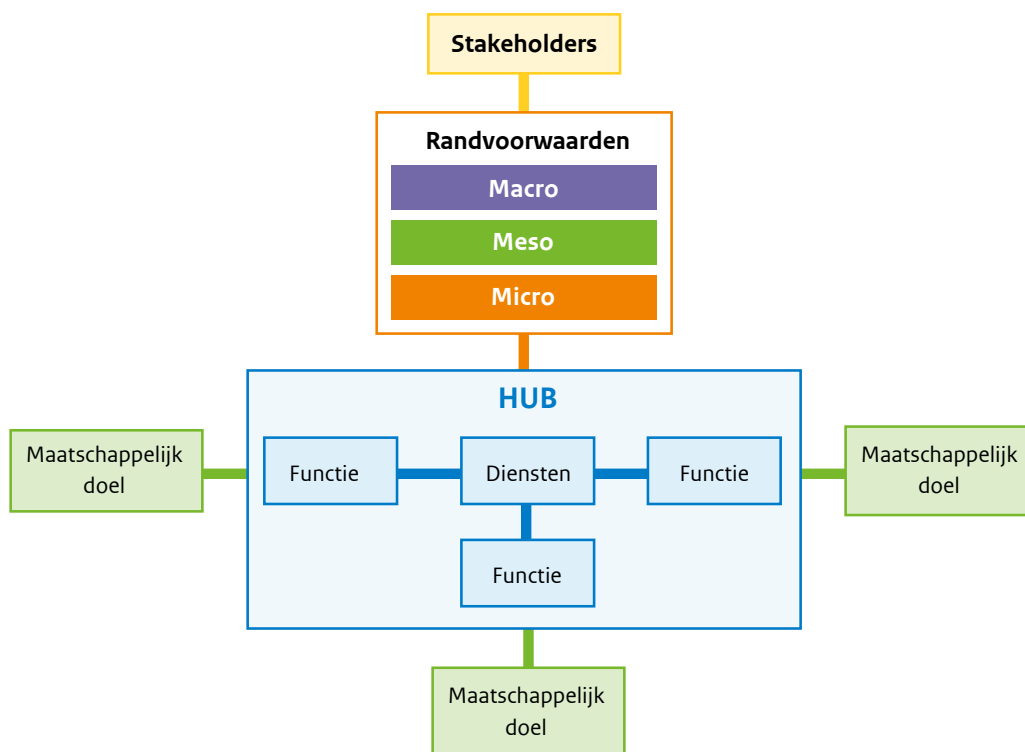 Stakeholders
Randvoorwaarden
Macro
Meso
Micro
HUB
Maatschappelijk
doel
Functie
Diensten
Functie
Maatschappelijk
doel
Functie
Maatschappelijk
doel